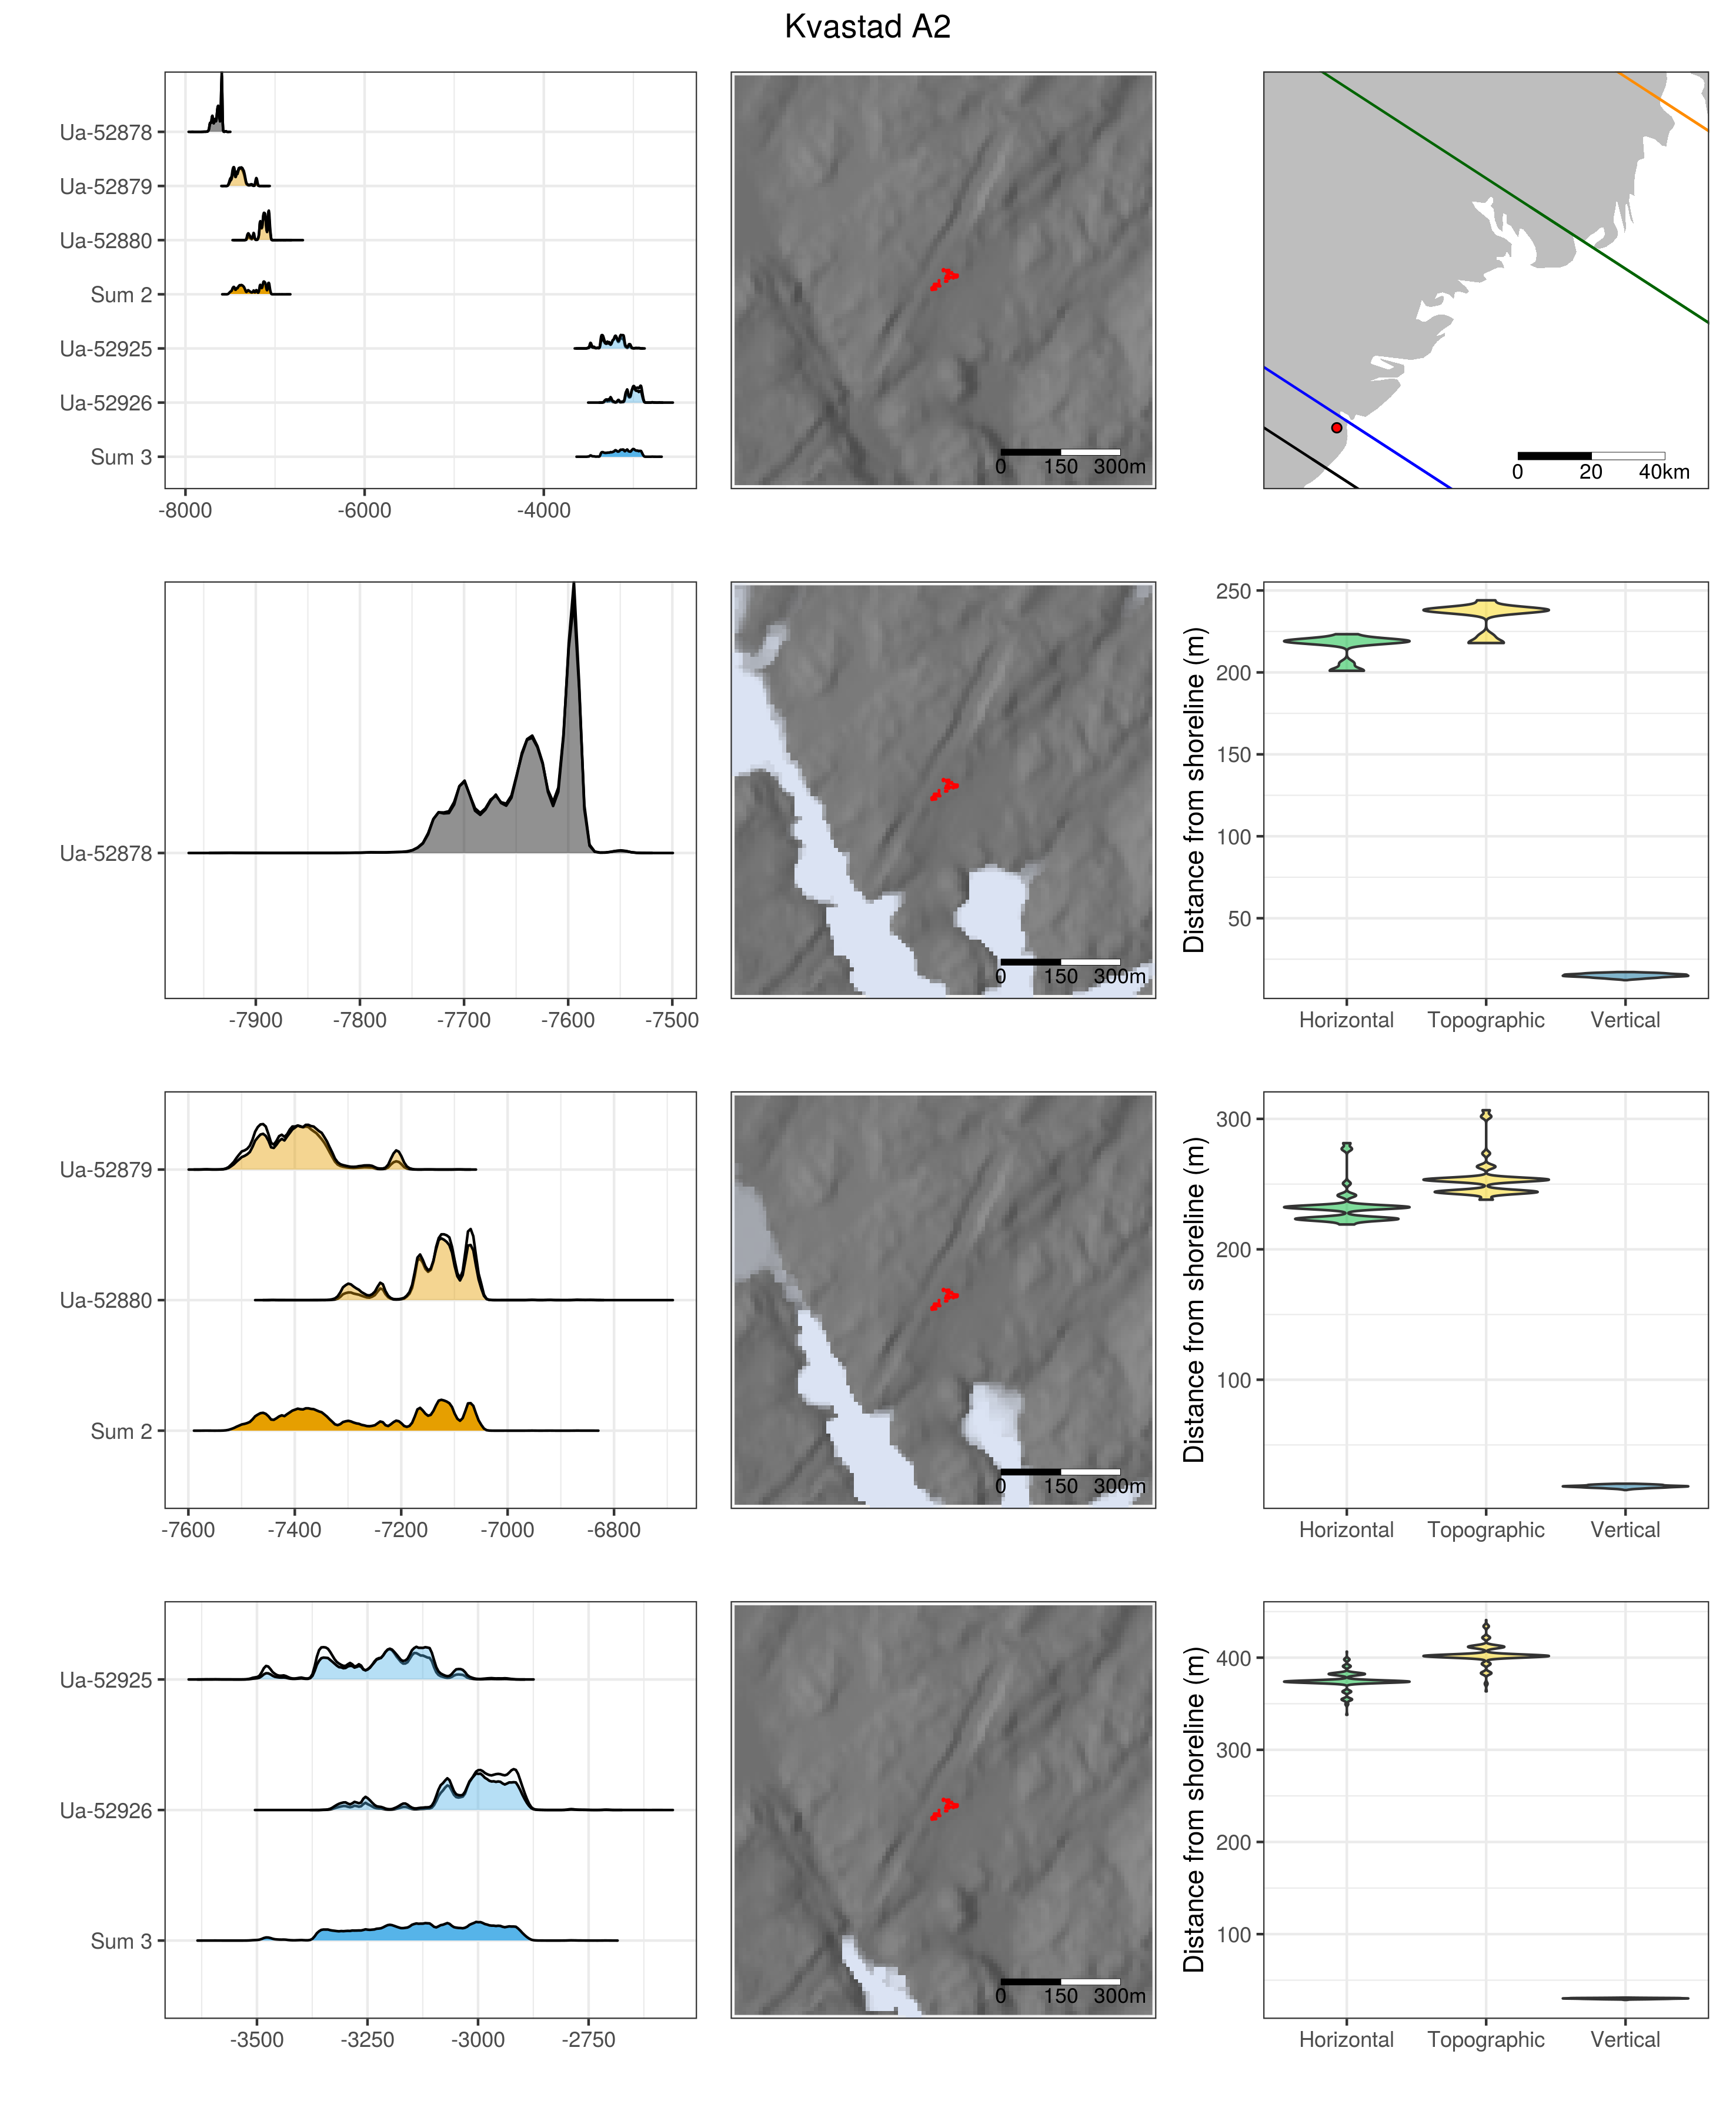 Kvastad A2
Ua-52878
Ua-52879
Ua-52880
Sum 2
Ua-52925
Ua-52926
Sum 3
-8000 -6000 -4000
0 150 300m
0 20 40km
Ua-52878
-7900 -7800 -7700 -7600 -7500
0 150 300m
Distance from shoreline (m)
250
200
150
100
50
Horizontal Topographic Vertical
Ua-52879
Ua-52880
Sum 2
-7600 -7400 -7200 -7000 -6800
0 150 300m
Distance from shoreline (m)
300
200
100
Horizontal Topographic Vertical
Ua-52925
Ua-52926
Sum 3
-3500 -3250 -3000 -2750
0 150 300m
Distance from shoreline (m)
400
300
200
100
Horizontal Topographic Vertical